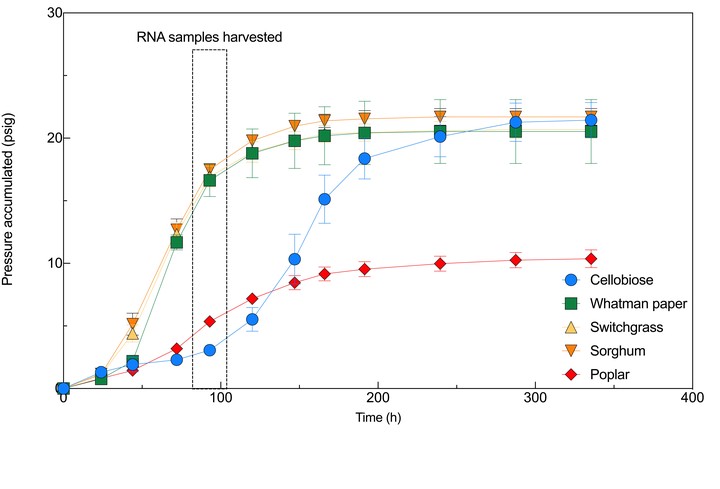 30
RNA samples harvested
20
Pressure accumulated (psig)
10
Cellobiose
Whatman paper
Switchgrass
Sorghum
Poplar
0
0
100
200
300
400
Time (h)